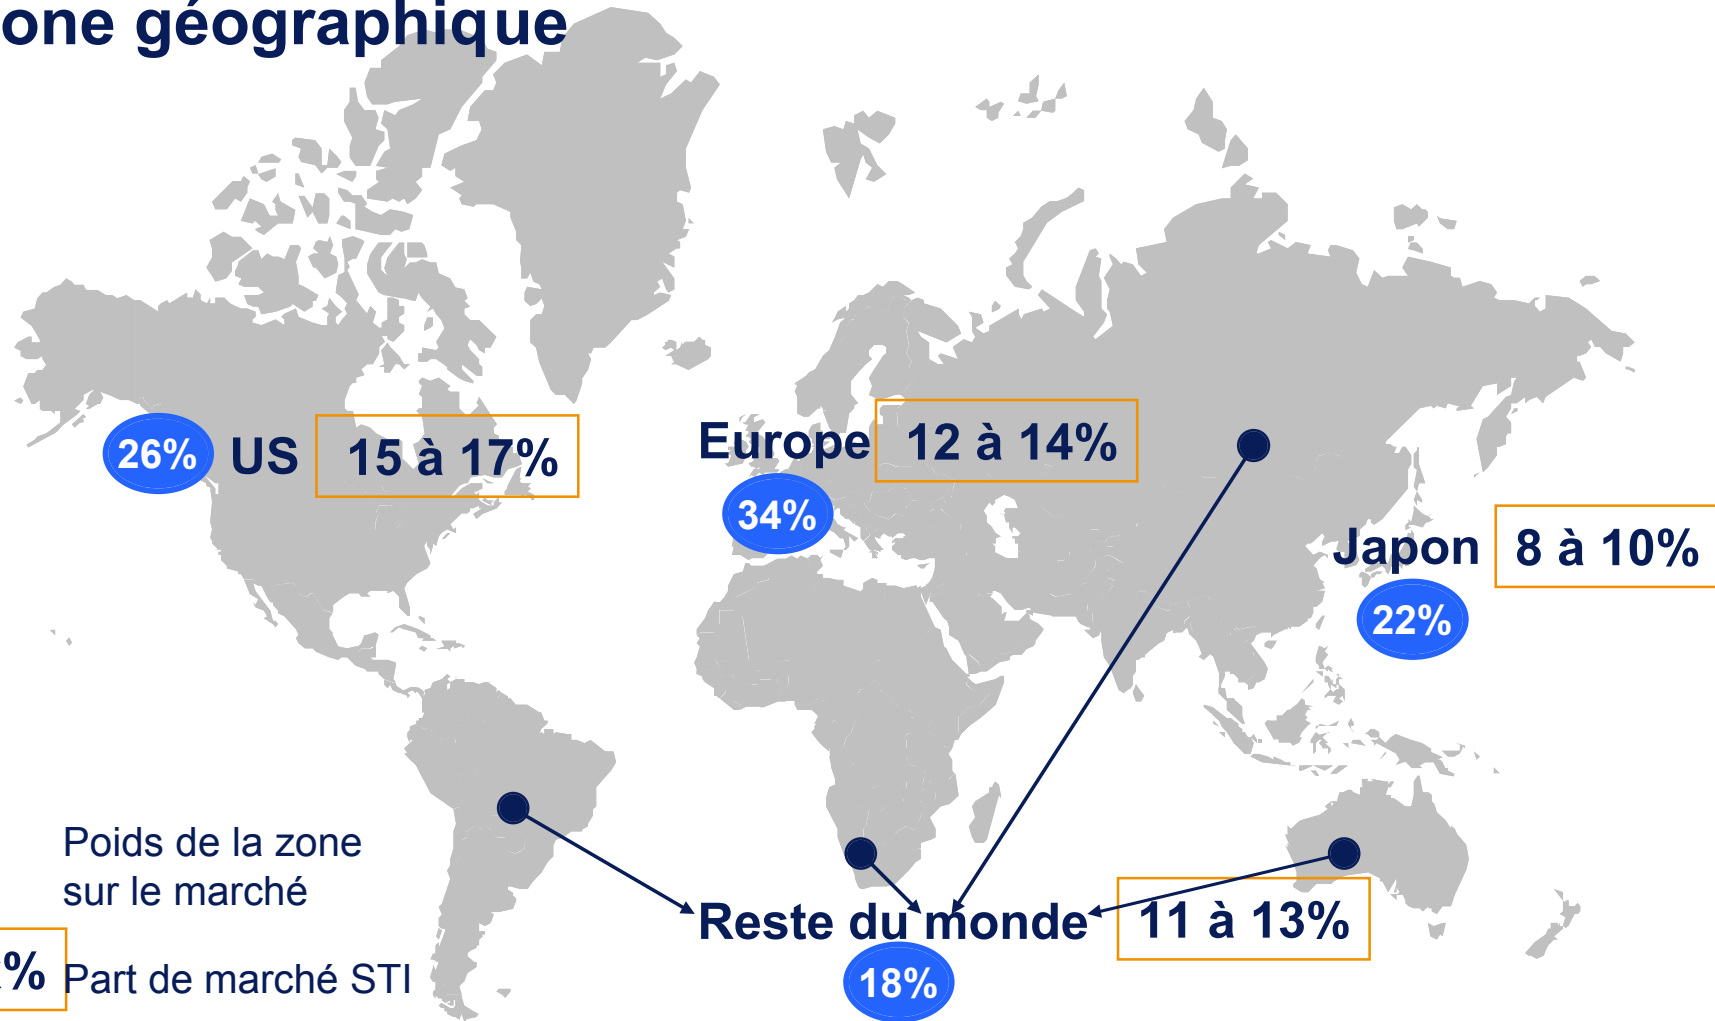 one géographique
26% US 15 à 17%
Europe 12 à 14%
34%
Japon 8 à 10%
22%
Poids de la zone
sur le marché
Reste du monde 11 à 13%
18%
% Part de marché STI